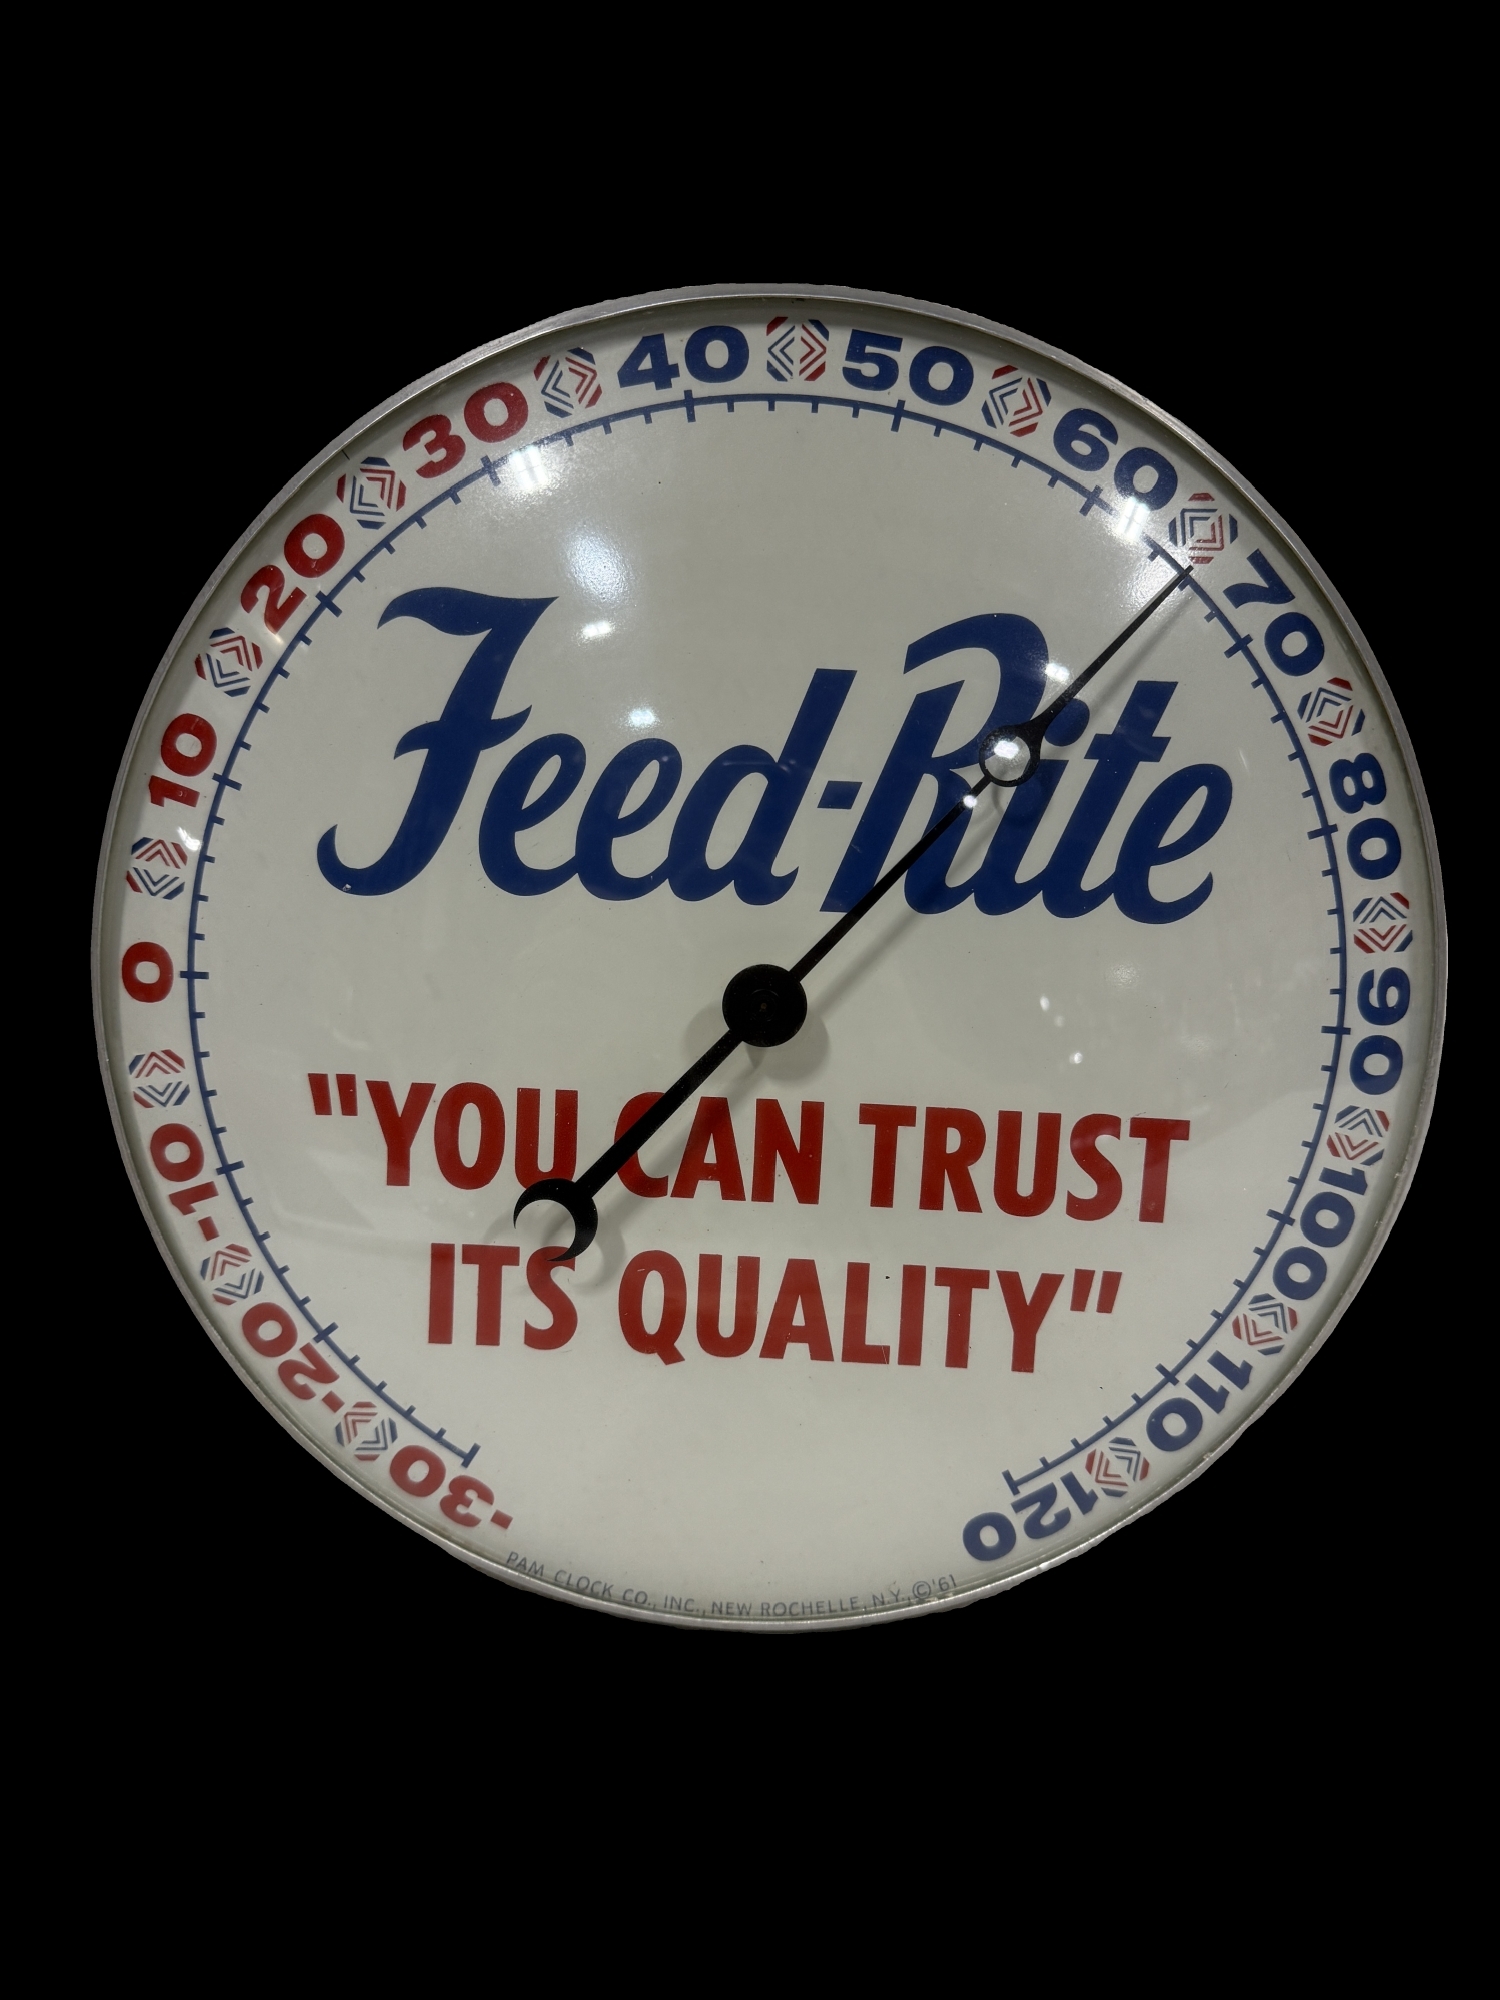 -30 -20 -10 0 10 20 30 40 50 60 70 80 90 100 110 120
Feed-Rite
"YOU CAN TRUST
ITS QUALITY"
PAM CLOCK CO., INC., NEW ROCHELLE, N.Y., ©'61